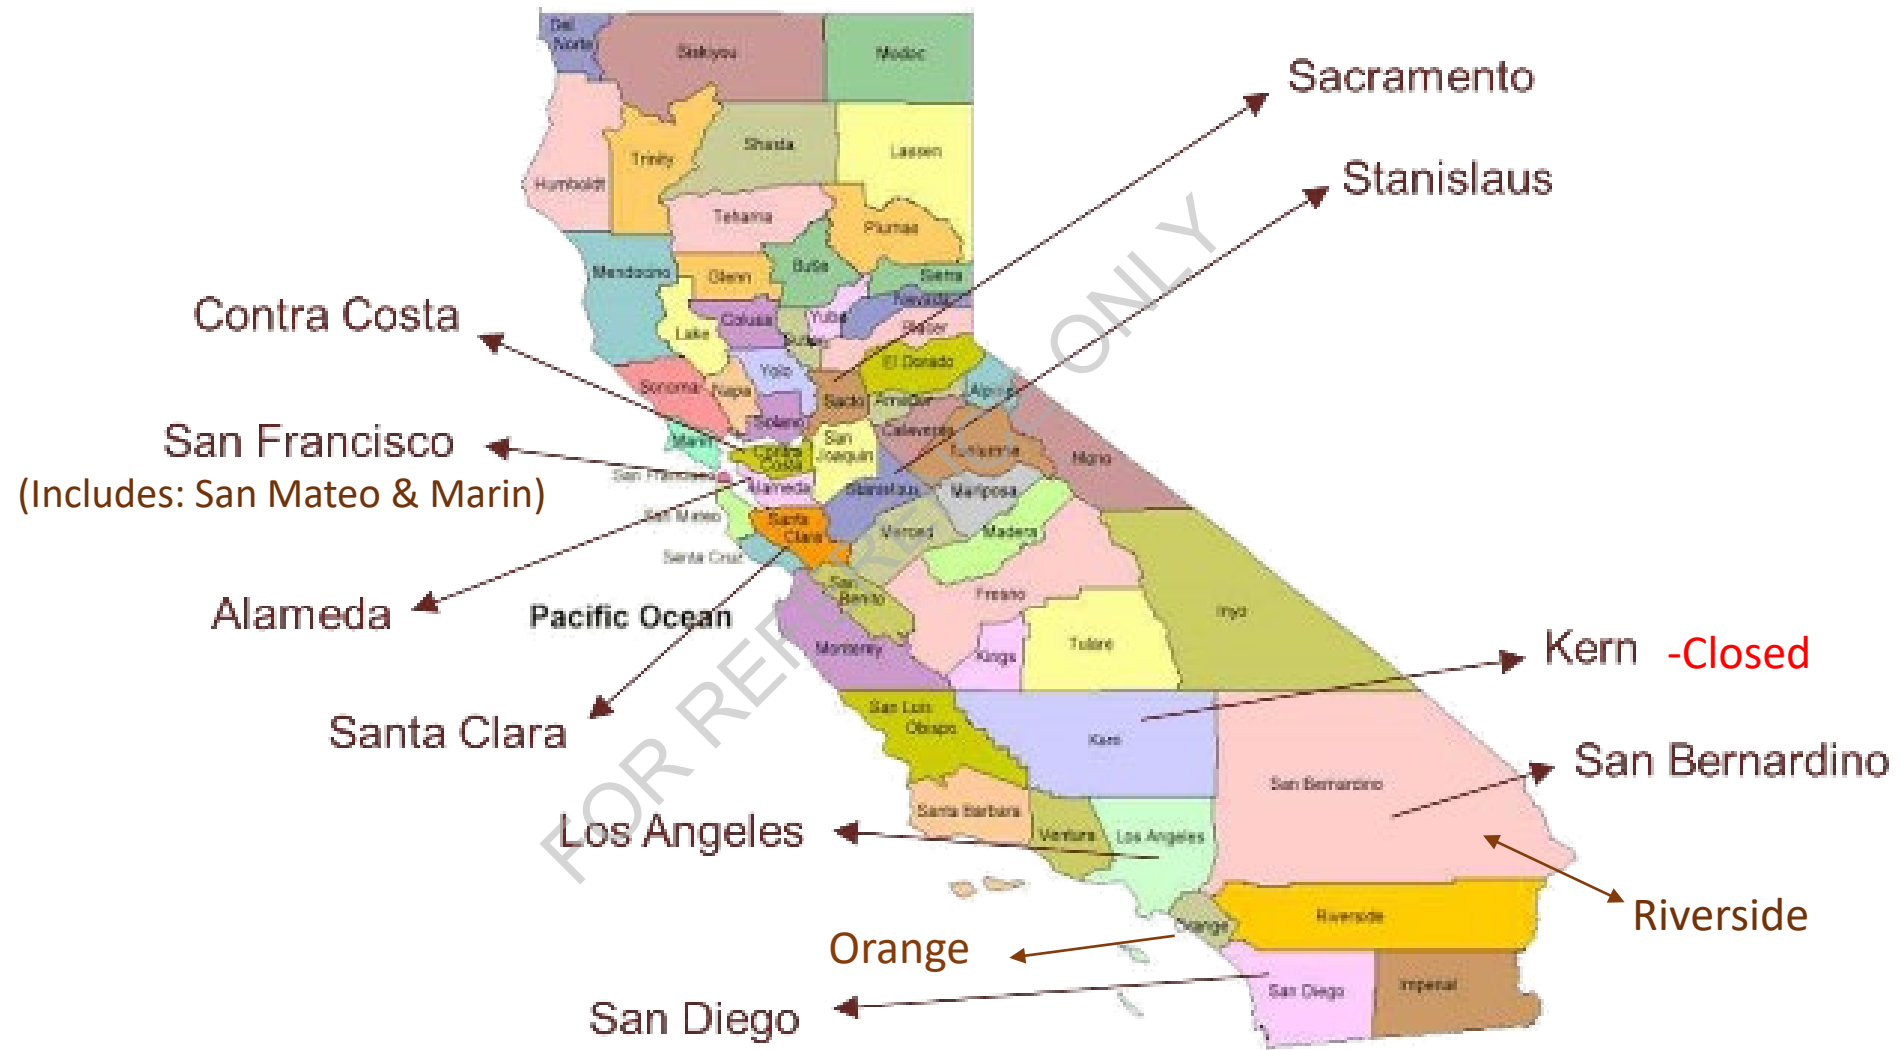 Del
Norte
Siskiyou
Modoc
Sacramento
Shasta
Lassen
Trinity
Humboldt
Stanislaus
Tehama
Plumas
Mendocino
Glenn
Butte
Sierra
Nevada
Contra Costa
Lake
Colusa
Yuba
Placer
Sutter
El Dorado
Yolo
Sonoma
Napa
Alpine
Sacto
Amador
Solano
San Francisco
(Includes: San Mateo & Marin)
Marin
Contra
Costa
San
Joaquin
Calaveras
Tuolumne
Mono
San Francisco
Alameda
Stanislaus
Mariposa
San Mateo
Santa
Clara
Merced
Madera
Santa Cruz
Alameda
Pacific Ocean
San
Benito
Fresno
Inyo
Monterey
Kings
Tulare
Kern -Closed
Santa Clara
San Luis
Obispo
Kern
San Bernardino
San Bernardino
Santa Barbara
Los Angeles
Ventura
Los Angeles
Riverside
Riverside
Orange
Orange
San Diego
San Diego
Imperial
FOR REFERENCE ONLY